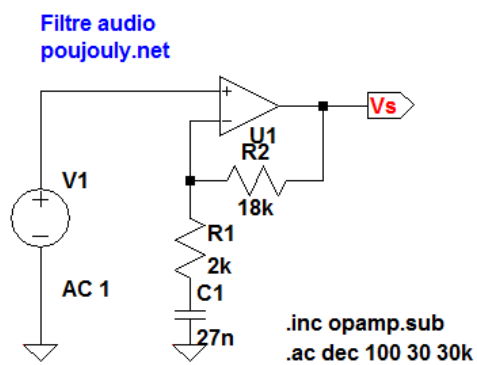 Filtre audio
poujouly.net
+
−
Vs
U1
R2
18k
V1
+
−
R1
2k
AC 1
C1
27n
.inc opamp.sub
.ac dec 100 30 30k